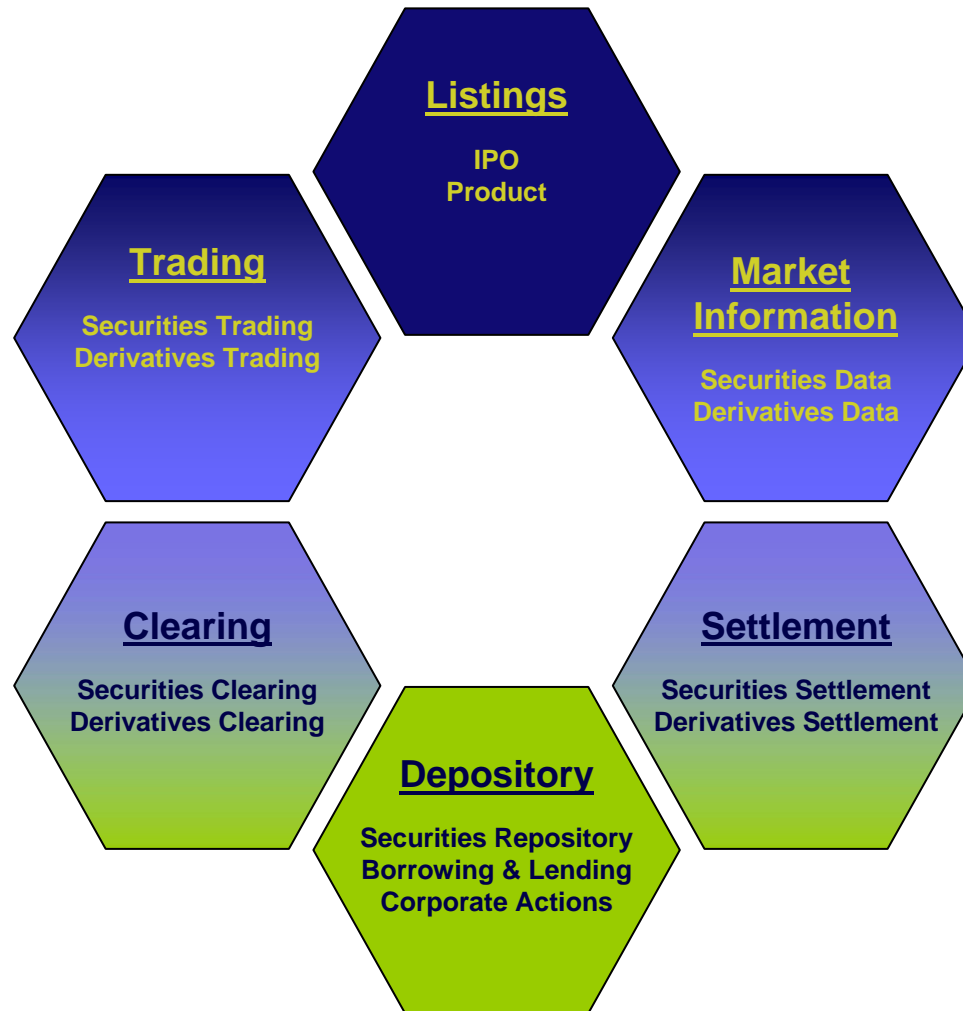 Listings
IPO
Product
Trading
Securities Trading
Derivatives Trading
Market
Information
Securities Data
Derivatives Data
Clearing
Securities Clearing
Derivatives Clearing
Settlement
Securities Settlement
Derivatives Settlement
Depository
Securities Repository
Borrowing & Lending
Corporate Actions